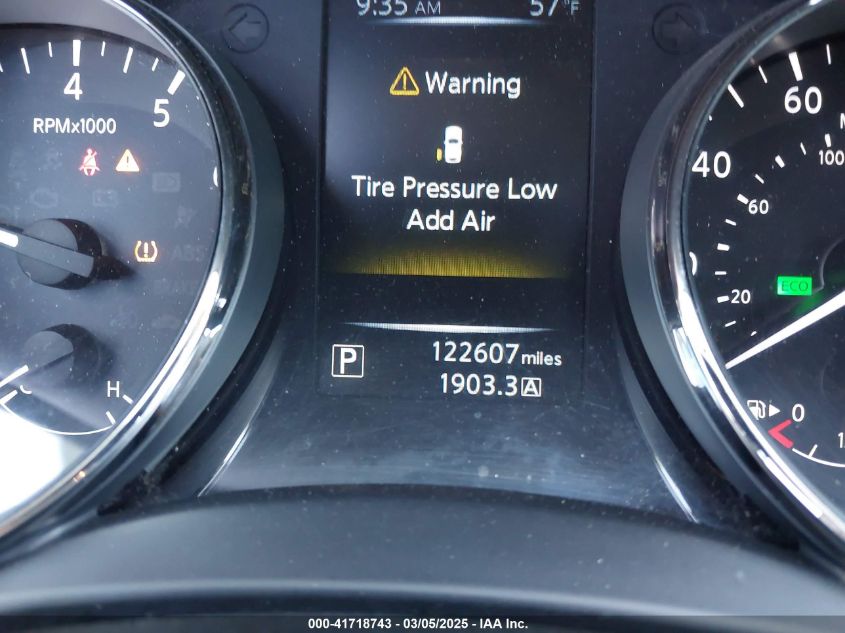 9:35 AM 57°F
Warning
Tire Pressure Low
Add Air
4
5
RPMx1000
ABS
H
C
P
122607 miles
1903.3 A
60
40
100
60
20
ECO
0
000-41718743 - 03/05/2025 - IAA Inc.